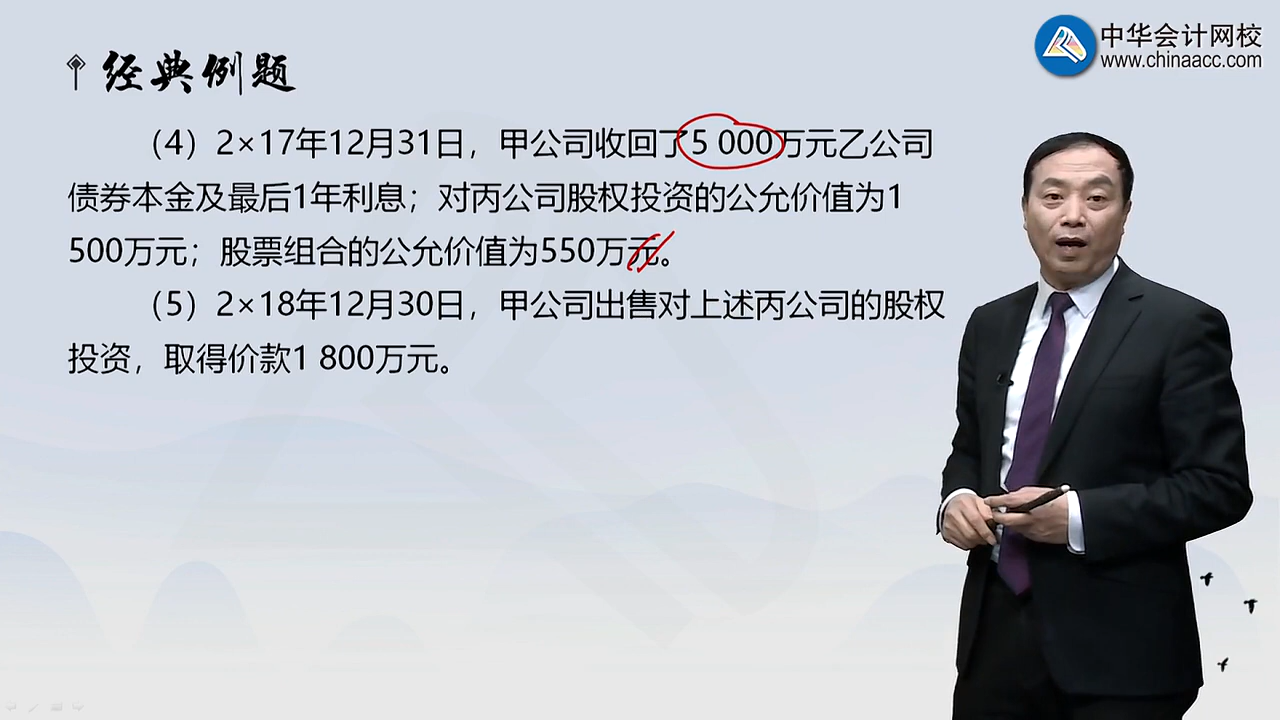 经典例题
中华会计网校
www.chinaacc.com
（4）2×17年12月31日，甲公司收回了5 000万元乙公司
债券本金及最后1年利息；对丙公司股权投资的公允价值为1
500万元；股票组合的公允价值为550万元。
（5）2×18年12月30日，甲公司出售对上述丙公司的股权
投资，取得价款1 800万元。